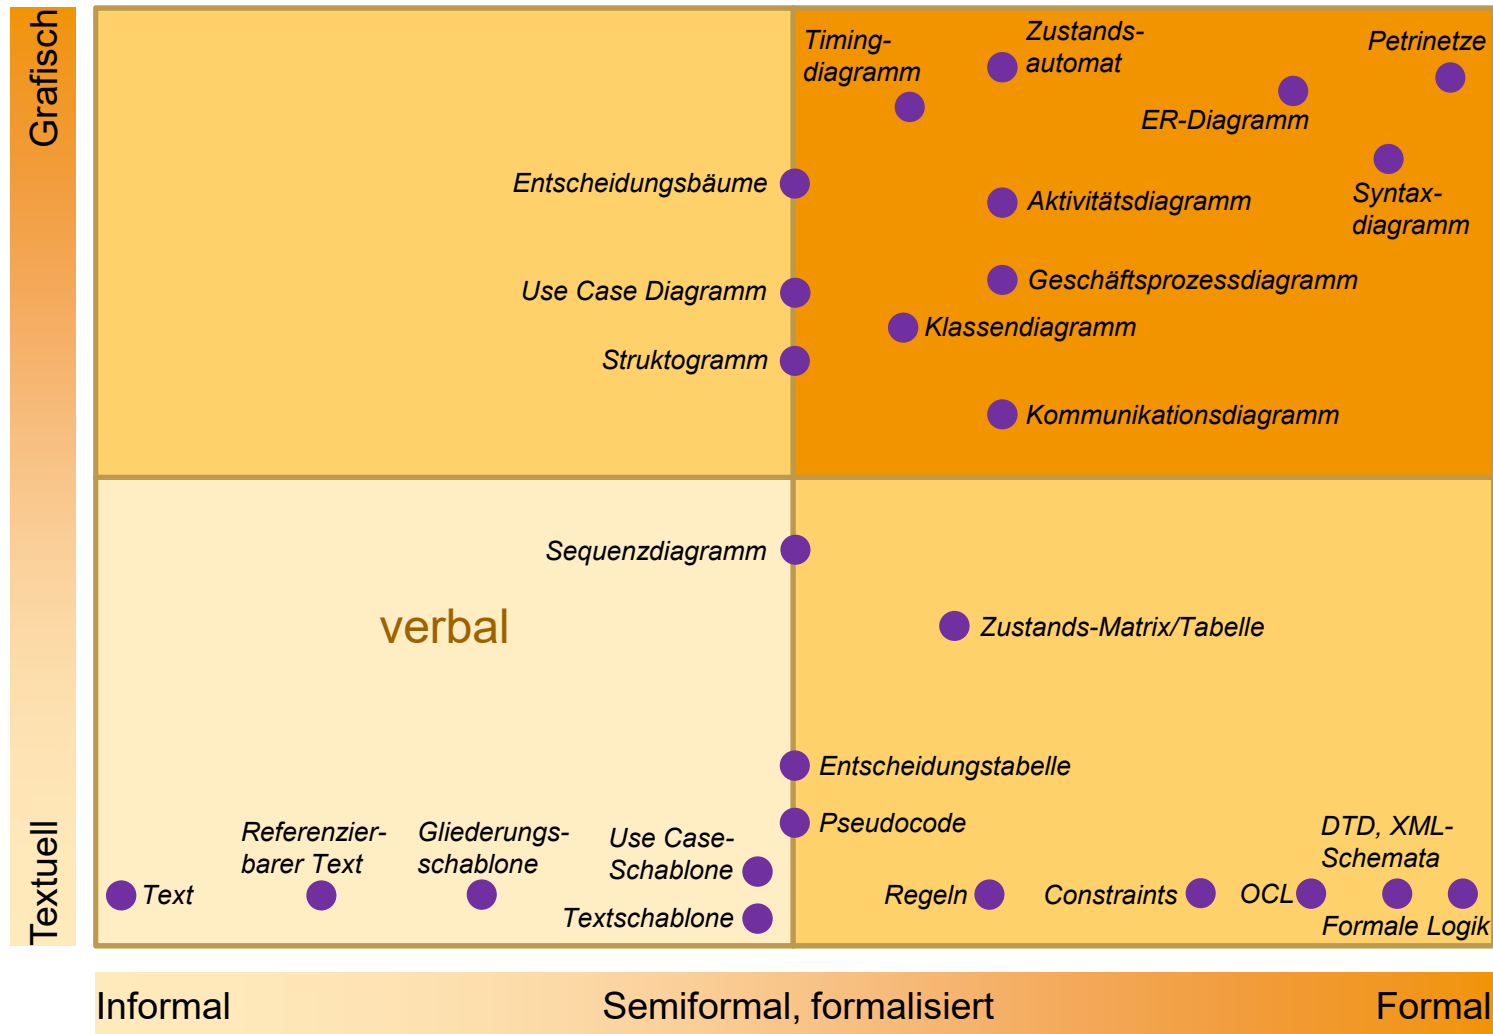 Grafisch
Timing-
diagramm
Zustands-
automat
Petrinetze
ER-Diagramm
Entscheidungsbäume
Aktivitätsdiagramm
Syntax-
diagramm
Use Case Diagramm
Geschäftsprozessdiagramm
Klassendiagramm
Struktogramm
Kommunikationsdiagramm
Sequenzdiagramm
verbal
Zustands-Matrix/Tabelle
Entscheidungstabelle
Pseudocode
Textuell
Text
Referenzier-
barer Text
Gliederungs-
schablone
Use Case-
Schablone
Textschablone
Regeln
Constraints
OCL
DTD, XML-
Schemata
Formale Logik
Informal
Semiformal, formalisiert
Formal